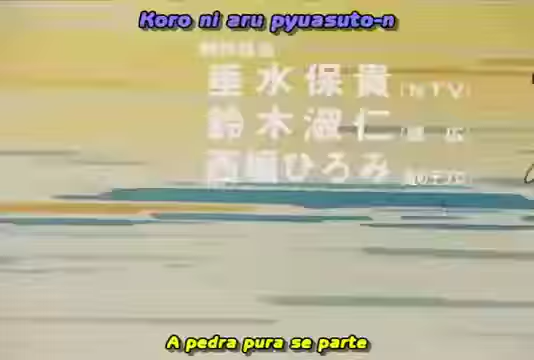 Koro ni aru pyuasuto-n
垂水保貴 (NTV)
鈴木
ひろみ
A pedra pura se parte